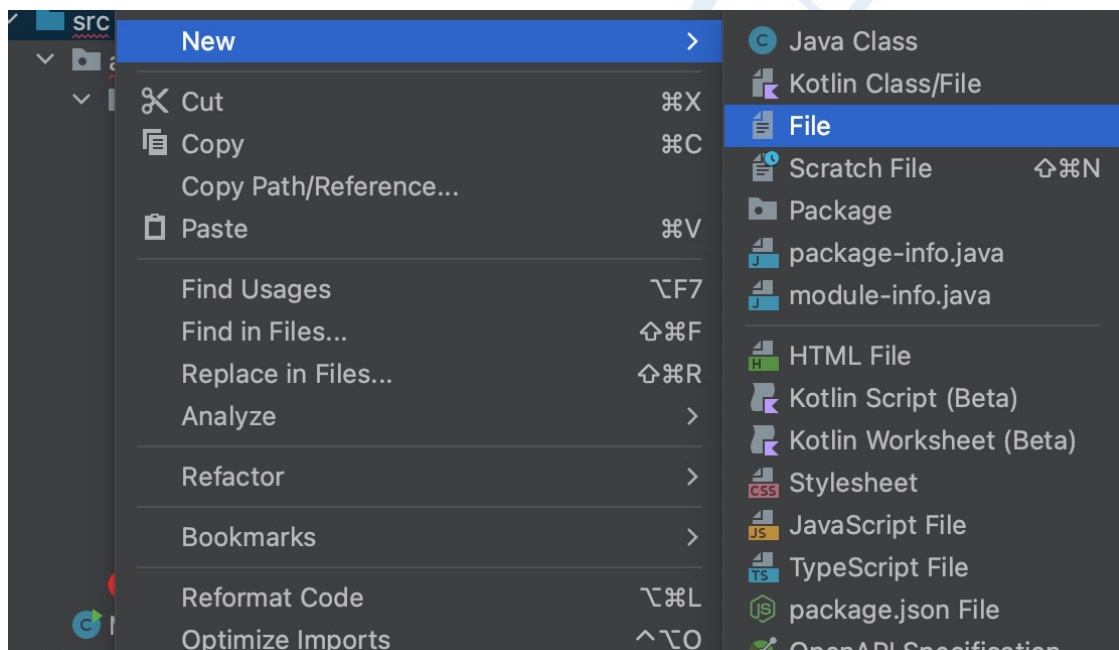 src
New
Cut ⌘X
Copy ⌘C
Copy Path/Reference...
Paste ⌘V
Find Usages ⌥F7
Find in Files... ⇧⌘F
Replace in Files... ⇧⌘R
Analyze
Refactor
Bookmarks
Reformat Code ⌥⌘L
Optimize Imports ⌃⌥O
Java Class
Kotlin Class/File
File
Scratch File ⇧⌘N
Package
package-info.java
module-info.java
HTML File
Kotlin Script (Beta)
Kotlin Worksheet (Beta)
Stylesheet
JavaScript File
TypeScript File
package.json File
OpenAPI Specification